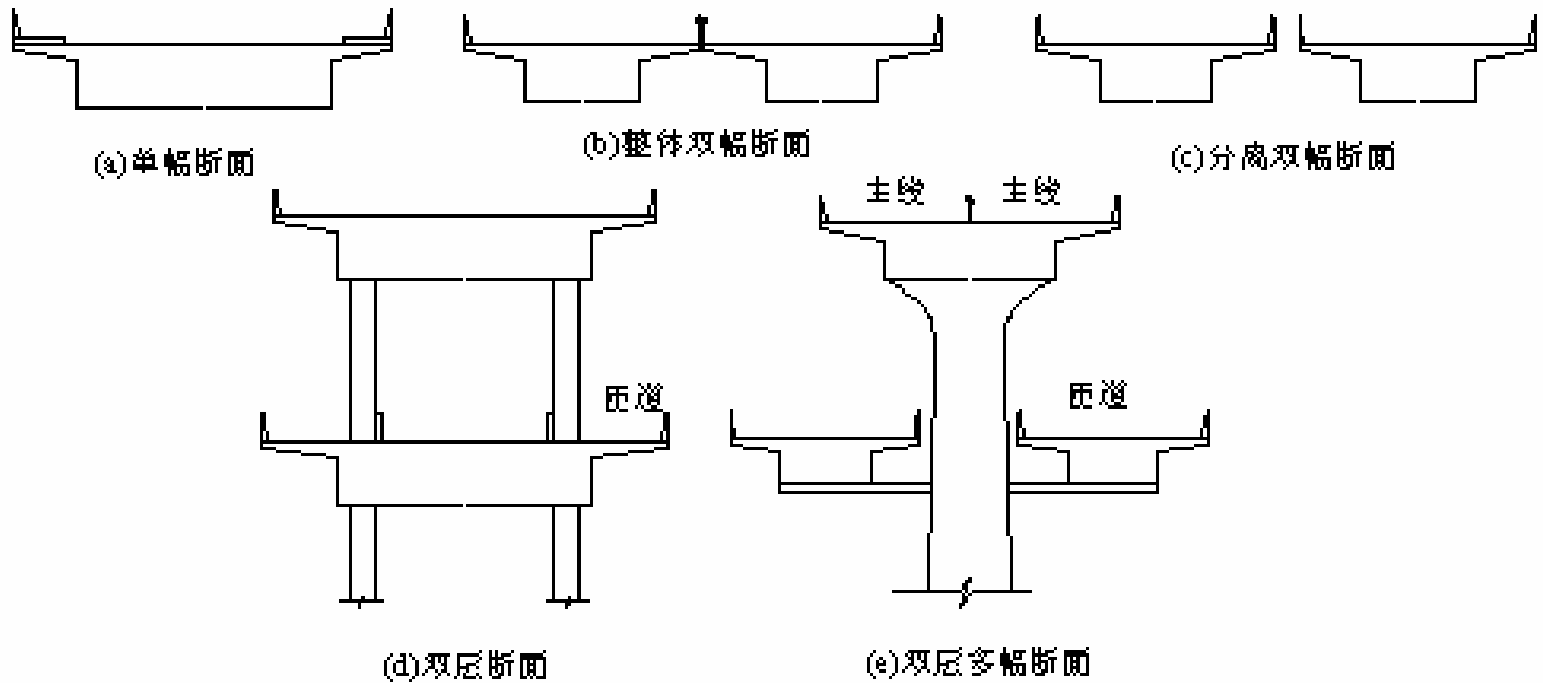 (a)单幅断面
(b)整体双幅断面
(c)分离双幅断面
主线 主线
匝道
匝道
(d)双层断面
(e)双层多幅断面